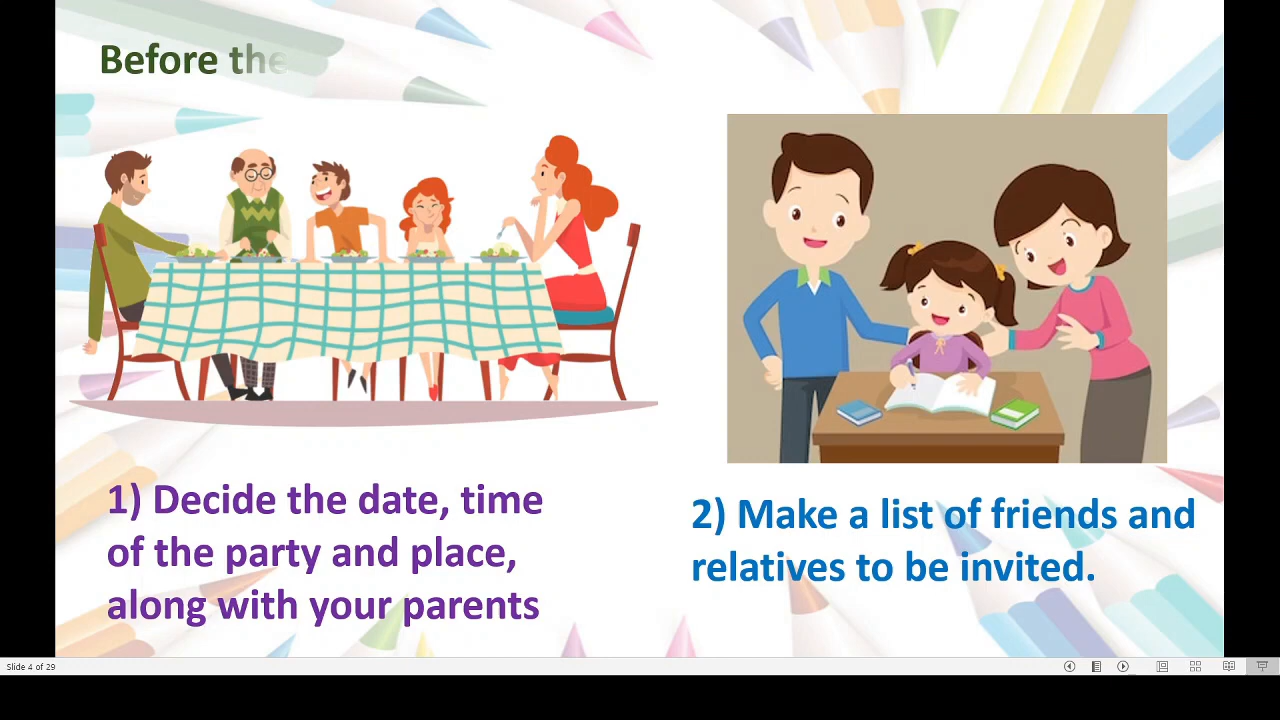 Before the
1) Decide the date, time
of the party and place,
along with your parents
2) Make a list of friends and
relatives to be invited.
Slide 4 of 29